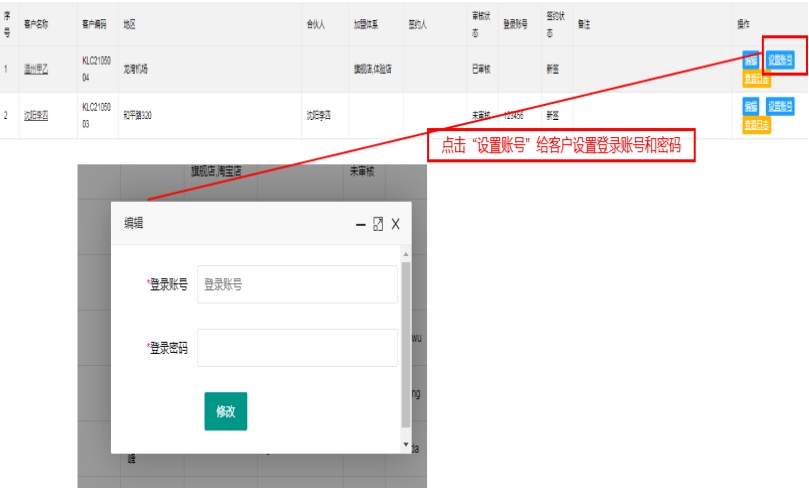 序号 客户名称 客户编码 地区 合伙人 加盟体系 签约人 审核状态 登录账号 签约状态 备注 操作
1 温州甲乙 KLC2105004 龙湾机场 旗舰店,体验店 已审核 新签 编辑 设置账号 查看日志
2 沈阳李四 KLC2105003 和平路320 沈阳李四 未审核 123456 新签 编辑 设置账号 查看日志
点击“设置账号”给客户设置登录账号和密码
旗舰店,淘宝店 未审核
编辑
*登录账号 登录账号
wu
*登录密码
ng
修改
da
峰